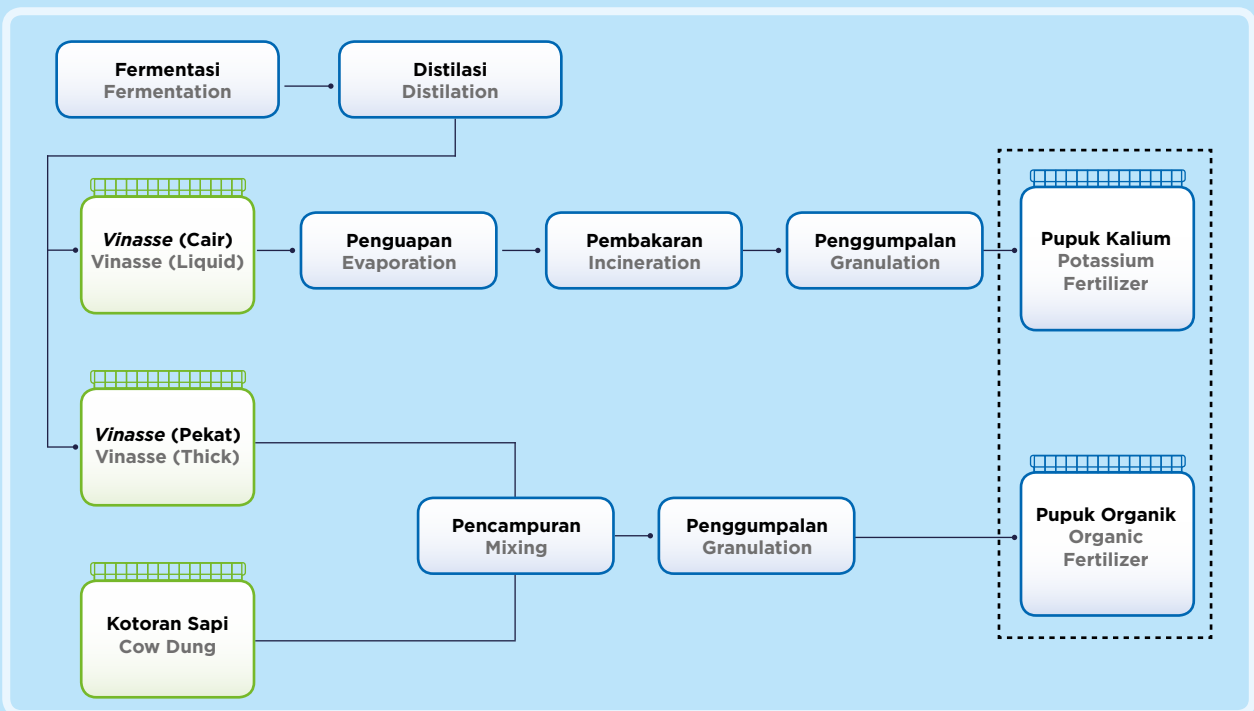 Fermentasi
Fermentation
Distilasi
Distilation
Vinasse (Cair)
Vinasse (Liquid)
Penguapan
Evaporation
Pembakaran
Incineration
Penggumpalan
Granulation
Pupuk Kalium
Potassium
Fertilizer
Vinasse (Pekat)
Vinasse (Thick)
Pencampuran
Mixing
Penggumpalan
Granulation
Pupuk Organik
Organic
Fertilizer
Kotoran Sapi
Cow Dung